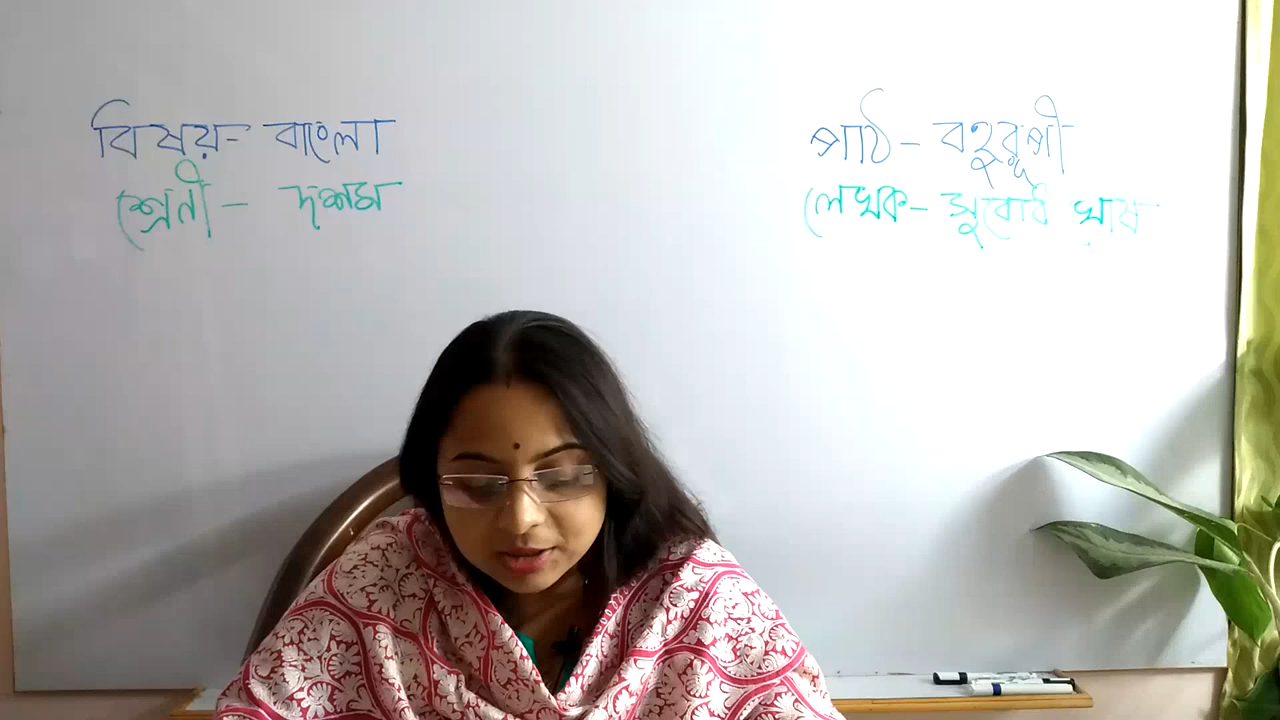 বিষয়- বাংলা
শ্রেনী- দশম
পাঠ- বহুরূপী
লেখক- সুবোধ ঘোষ